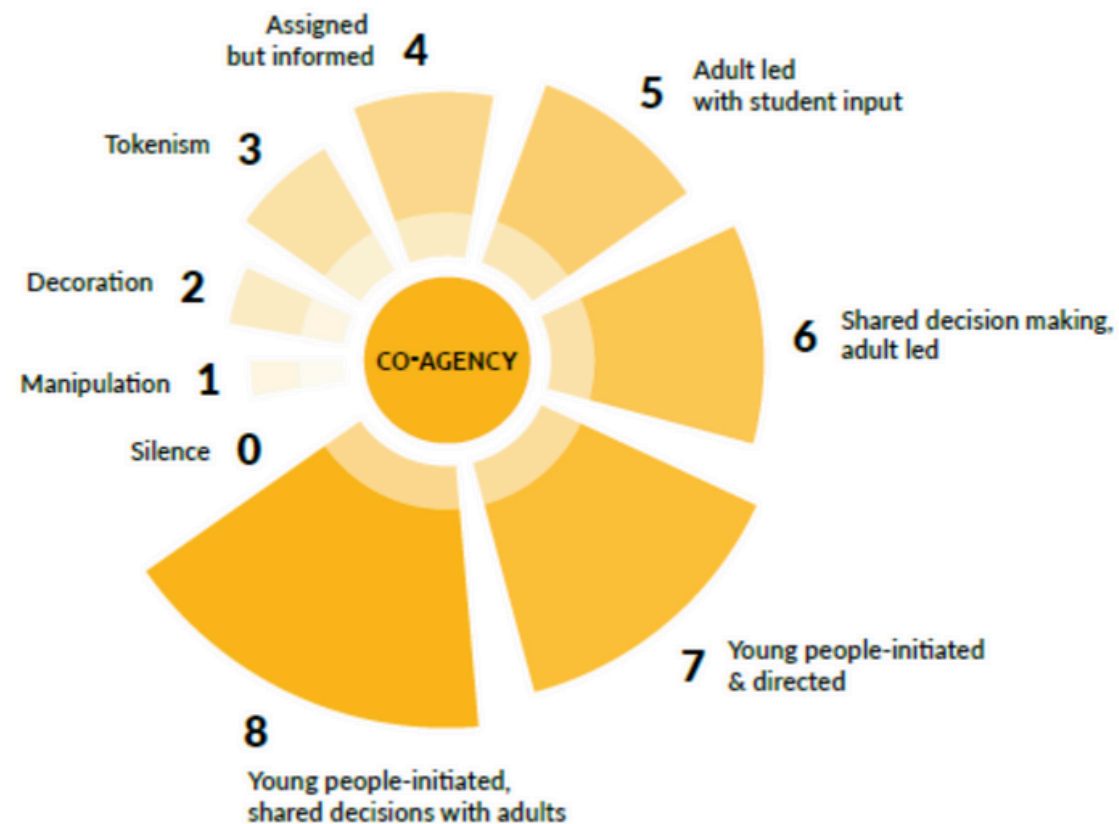 Assigned
but informed
4
5
Adult led
with student input
Tokenism
3
Decoration
2
6
Shared decision making,
adult led
CO-AGENCY
Manipulation
1
Silence
0
7
Young people-initiated
& directed
8
Young people-initiated,
shared decisions with adults